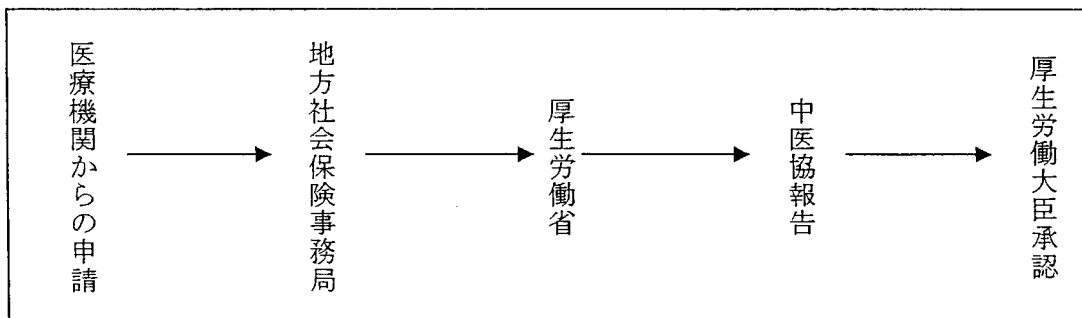 医療機関からの申請
地方社会保険事務局
厚生労働省
中医協報告
厚生労働大臣承認